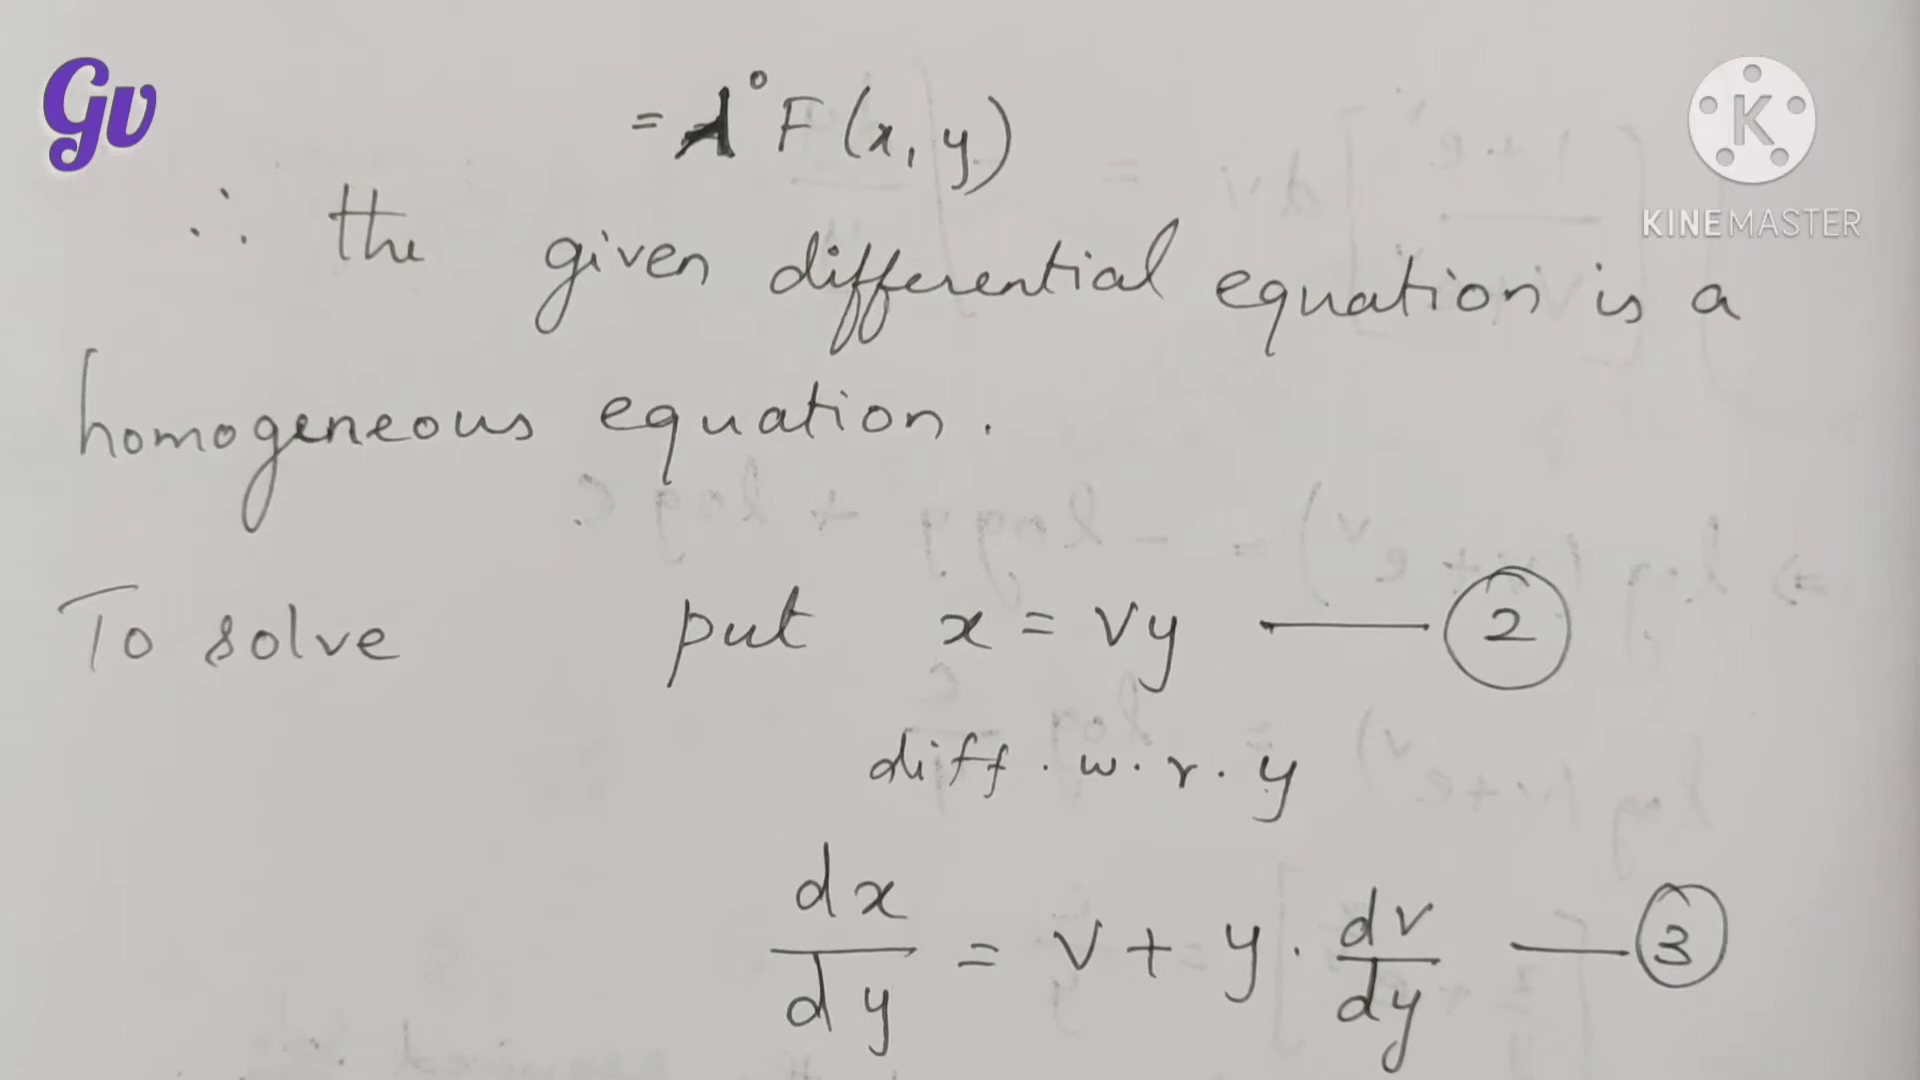 Gv
K
KINEMASTER
= λ° F(x, y)
∴ the given differential equation is a
homogeneous equation.
To solve put x = vy —— 2
diff. w. r. y
dx/dy = v + y · dv/dy —— 3